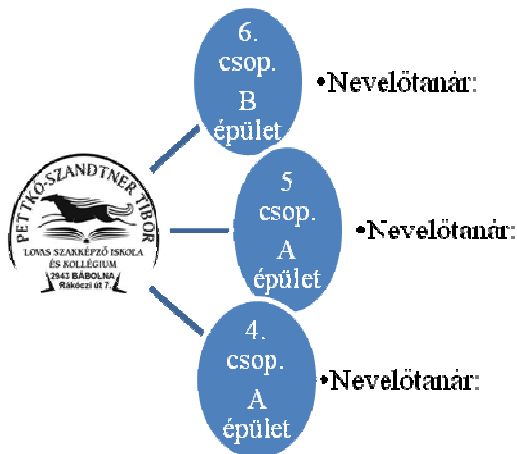 6.
csop.
B
épület
•Nevelőtanár:
PETTKÓ-SZANDTNER TIBOR
LOVAS SZAKKÉPZŐ ISKOLA
ÉS KOLLÉGIUM
2943 BÁBOLNA
Rákóczi út 7.
5
csop.
A
épület
•Nevelőtanár:
4.
csop.
A
épület
•Nevelőtanár: